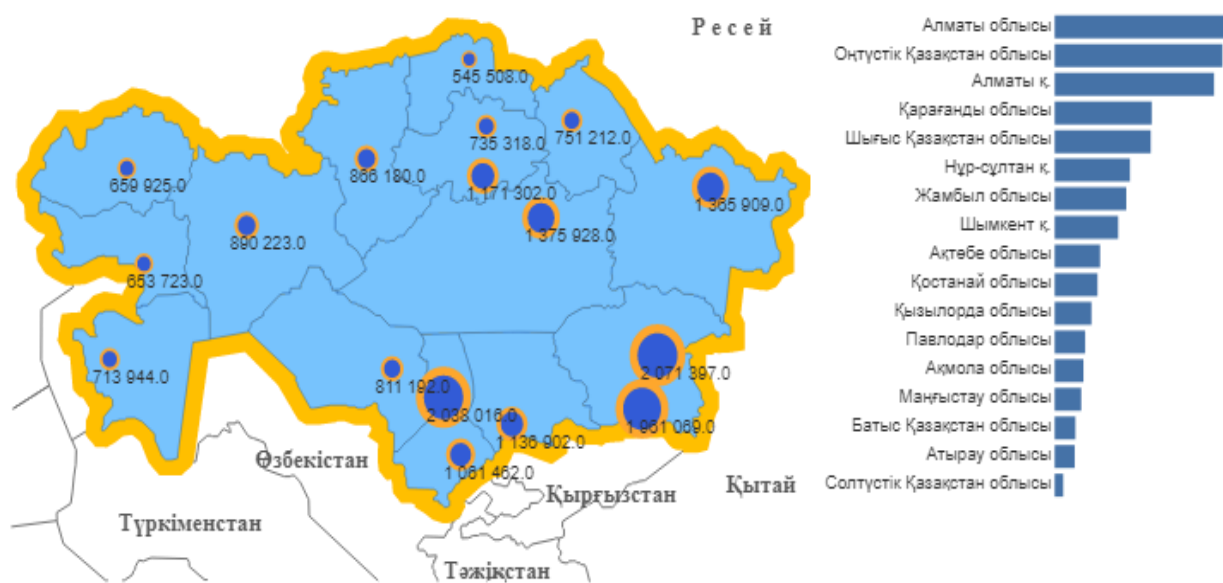 Ресей
545 508.0
735 318.0
751 212.0
866 180.0
659 925.0
1 171 302.0
1 365 909.0
1 375 928.0
890 223.0
653 723.0
713 944.0
811 192.0
2 071 397.0
2 038 016.0
1 961 069.0
1 136 902.0
1 061 462.0
Өзбекістан
Қырғызстан
Қытай
Түркіменстан
Тәжікстан
Алматы облысы
Оңтүстік Қазақстан облысы
Алматы қ.
Қарағанды облысы
Шығыс Қазақстан облысы
Нұр-сұлтан қ.
Жамбыл облысы
Шымкент қ.
Ақтөбе облысы
Қостанай облысы
Қызылорда облысы
Павлодар облысы
Ақмола облысы
Маңғыстау облысы
Батыс Қазақстан облысы
Атырау облысы
Солтүстік Қазақстан облысы